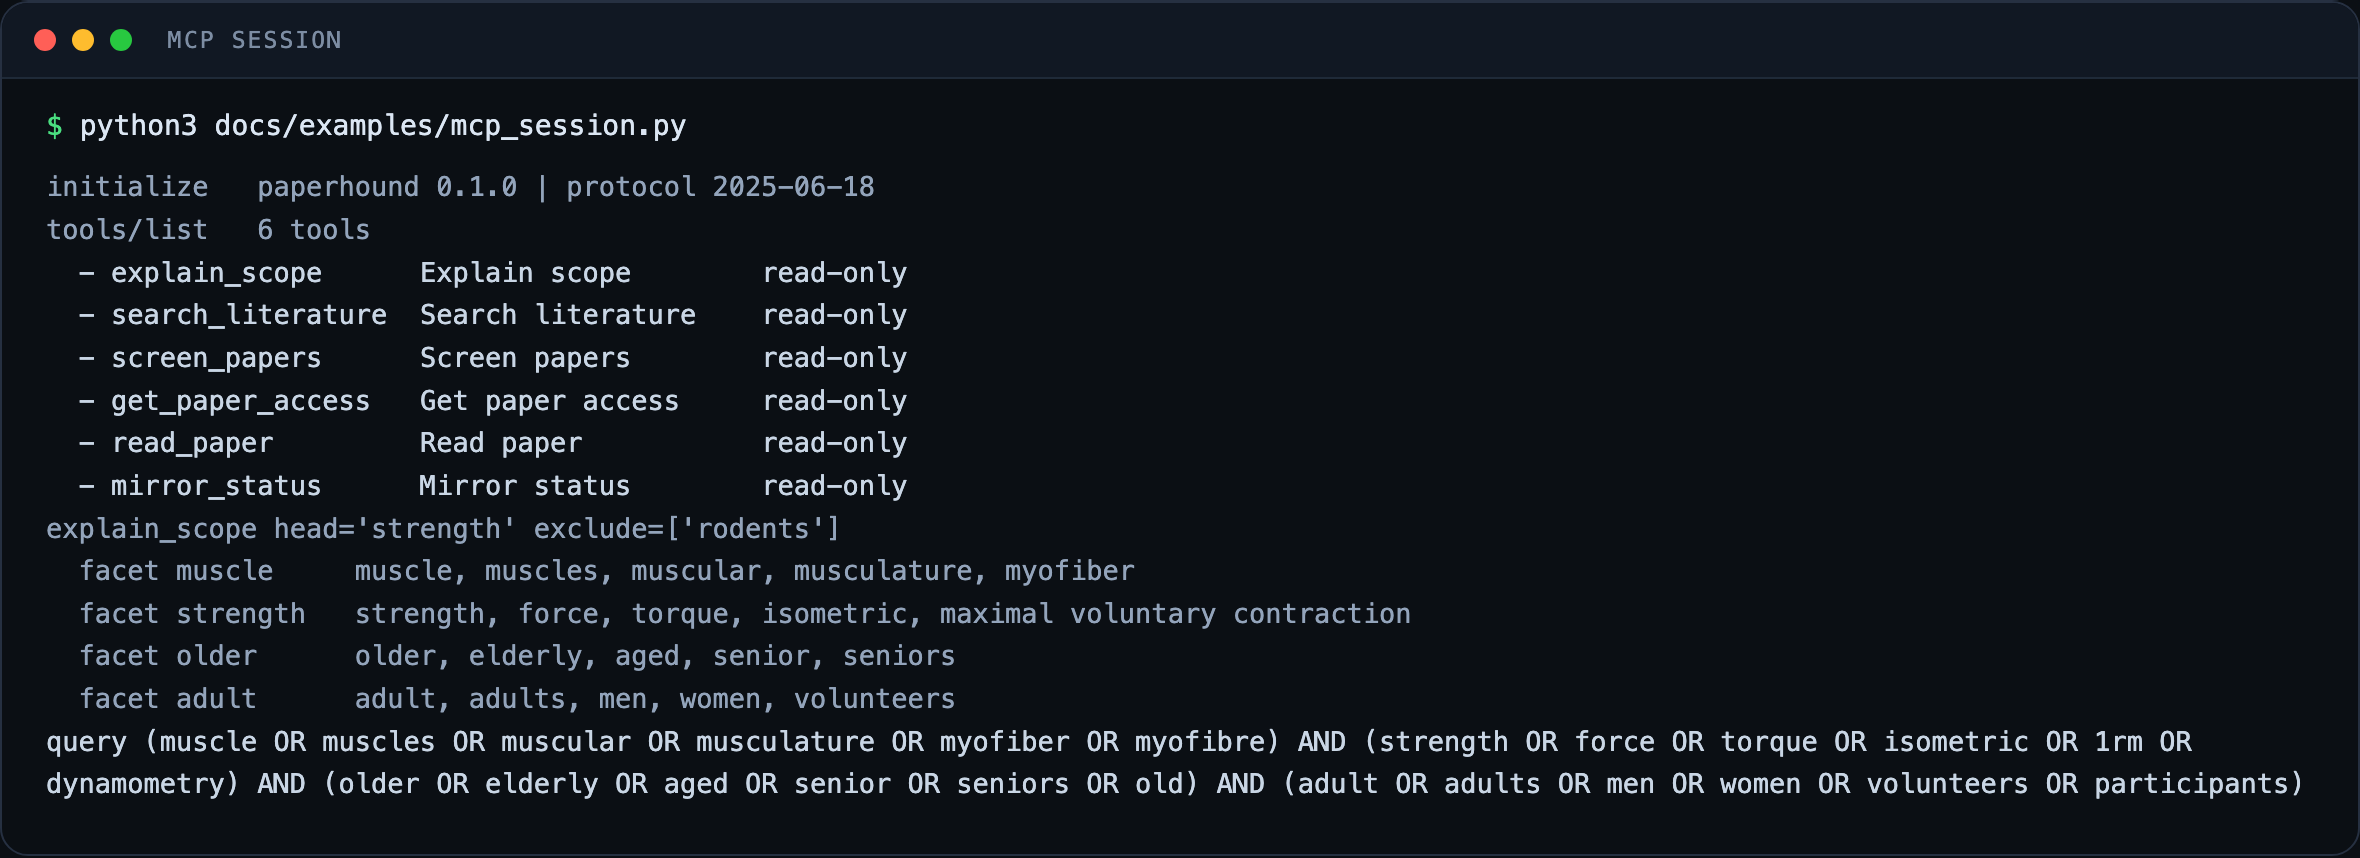 MCP SESSION
$ python3 docs/examples/mcp_session.py
initialize   paperhound 0.1.0 | protocol 2025-06-18
tools/list   6 tools
  - explain_scope      Explain scope        read-only
  - search_literature  Search literature    read-only
  - screen_papers      Screen papers        read-only
  - get_paper_access   Get paper access     read-only
  - read_paper         Read paper           read-only
  - mirror_status      Mirror status        read-only
explain_scope head='strength' exclude=['rodents']
  facet muscle     muscle, muscles, muscular, musculature, myofiber
  facet strength   strength, force, torque, isometric, maximal voluntary contraction
  facet older      older, elderly, aged, senior, seniors
  facet adult      adult, adults, men, women, volunteers
query (muscle OR muscles OR muscular OR musculature OR myofiber OR myofibre) AND (strength OR force OR torque OR isometric OR 1rm OR
dynamometry) AND (older OR elderly OR aged OR senior OR seniors OR old) AND (adult OR adults OR men OR women OR volunteers OR participants)